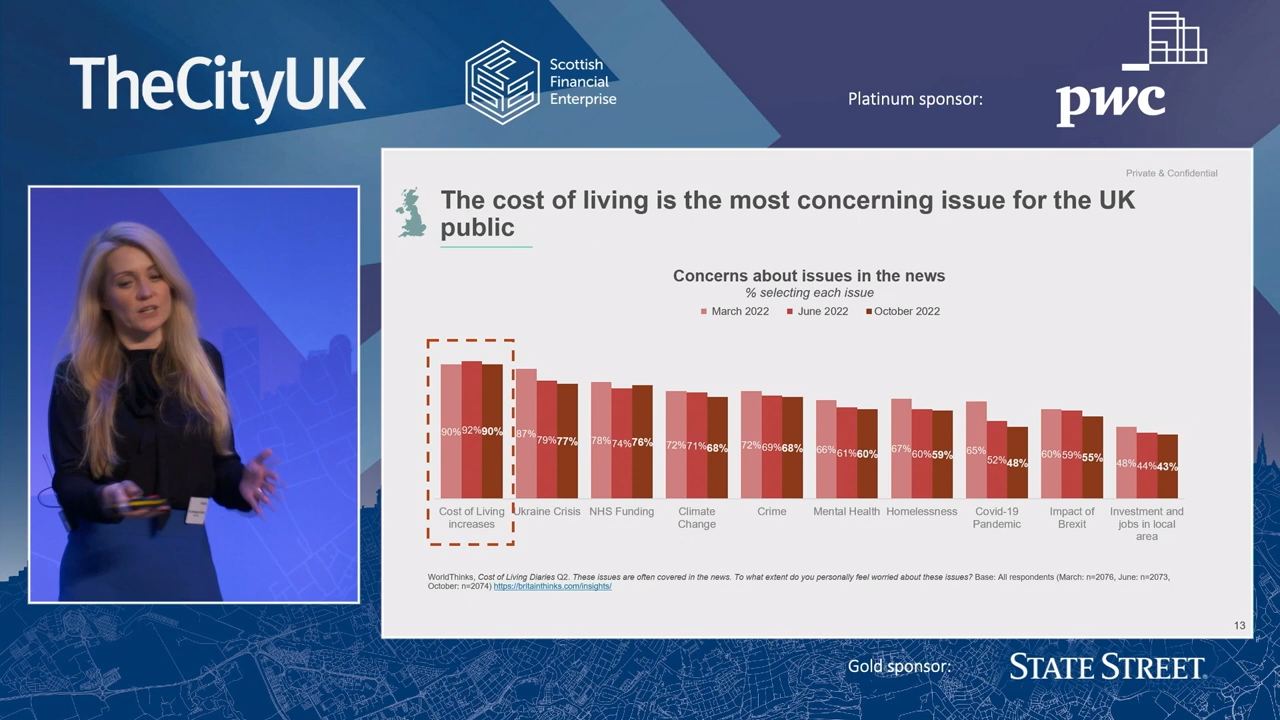 TheCityUK
Scottish
Financial
Enterprise
Platinum sponsor:
pwc
Private & Confidential
The cost of living is the most concerning issue for the UK
public
Concerns about issues in the news
% selecting each issue
March 2022 June 2022 October 2022
90% 92% 90% 87% 79% 77% 78% 74% 76% 72% 71% 68% 72% 69% 68% 66% 61% 60% 67% 60% 59% 65% 52% 48% 60% 59% 55% 48% 44% 43%
Cost of Living
increases
Ukraine Crisis
NHS Funding
Climate
Change
Crime
Mental Health
Homelessness
Covid-19
Pandemic
Impact of
Brexit
Investment and
jobs in local
area
WorldThinks, Cost of Living Diaries Q2. These issues are often covered in the news. To what extent do you personally feel worried about these issues? Base: All respondents (March: n=2076, June: n=2073,
October: n=2074) https://britainthinks.com/insights/
13
Gold sponsor:
STATE STREET.